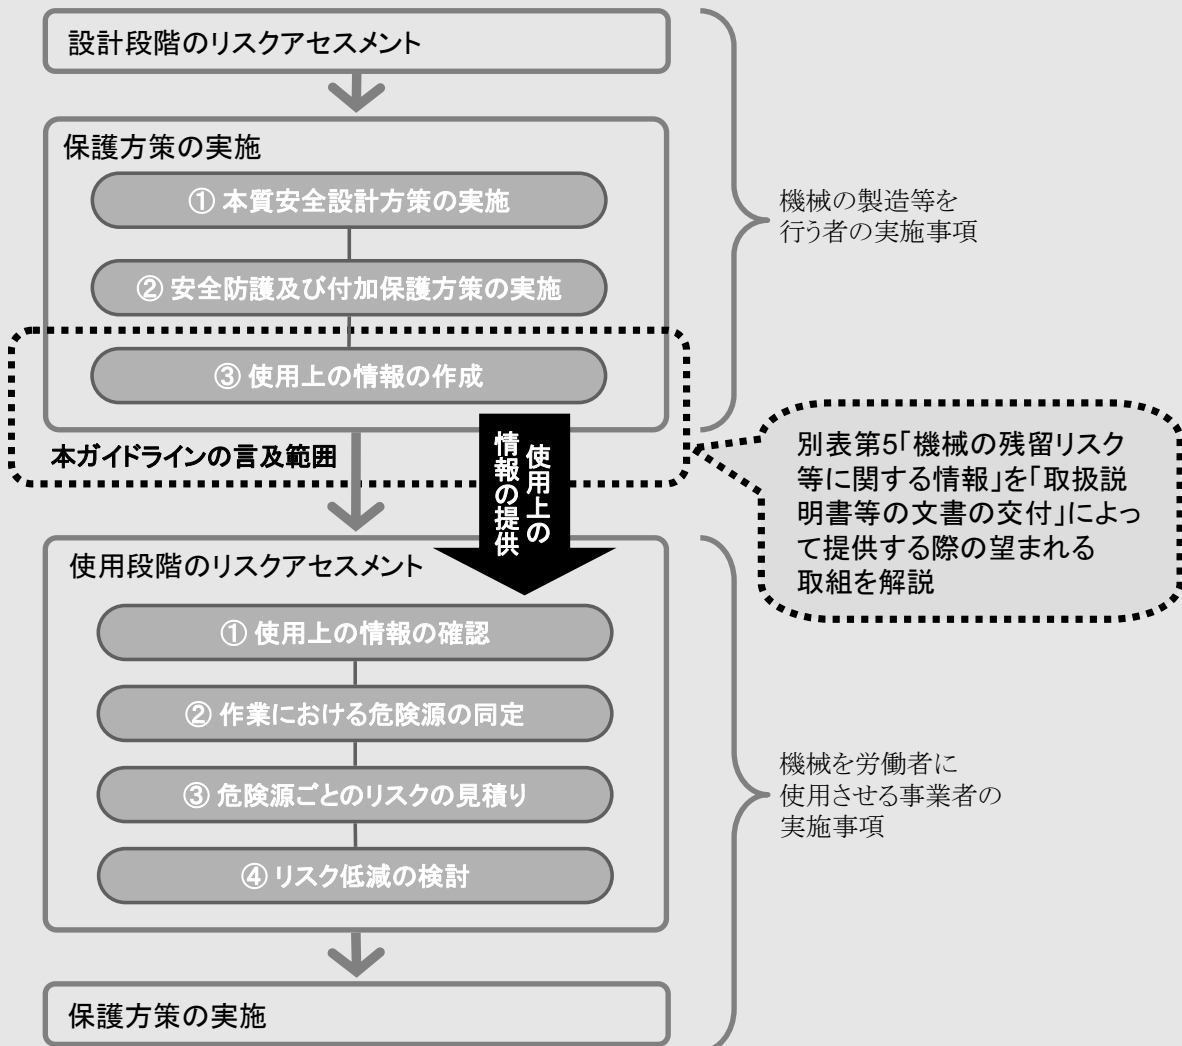 設計段階のリスクアセスメント
保護方策の実施
① 本質安全設計方策の実施
② 安全防護及び付加保護方策の実施
③ 使用上の情報の作成
機械の製造等を
行う者の実施事項
本ガイドラインの言及範囲
使用上の
情報の提供
別表第5「機械の残留リスク
等に関する情報」を「取扱説
明書等の文書の交付」によっ
て提供する際の望まれる
取組を解説
使用段階のリスクアセスメント
① 使用上の情報の確認
② 作業における危険源の同定
③ 危険源ごとのリスクの見積り
④ リスク低減の検討
機械を労働者に
使用させる事業者の
実施事項
保護方策の実施